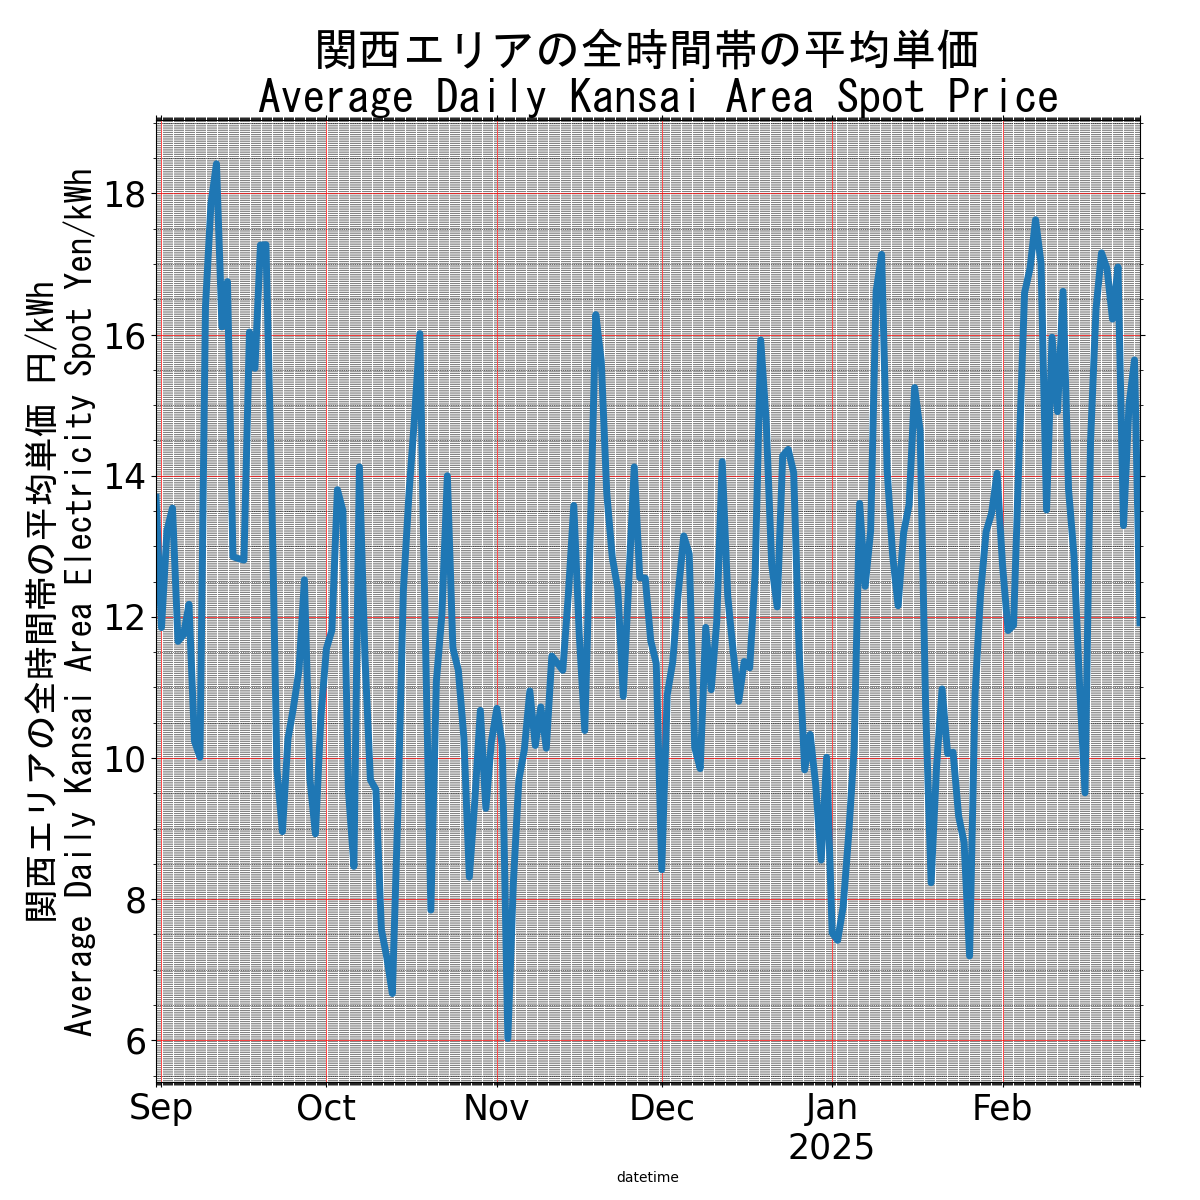 関西エリアの全時間帯の平均単価
Average Daily Kansai Area Spot Price
関西エリアの全時間帯の平均単価 円/kWh
Average Daily Kansai Area Electricity Spot Yen/kWh
18
16
14
12
10
8
6
Sep Oct Nov Dec Jan Feb
2025
datetime